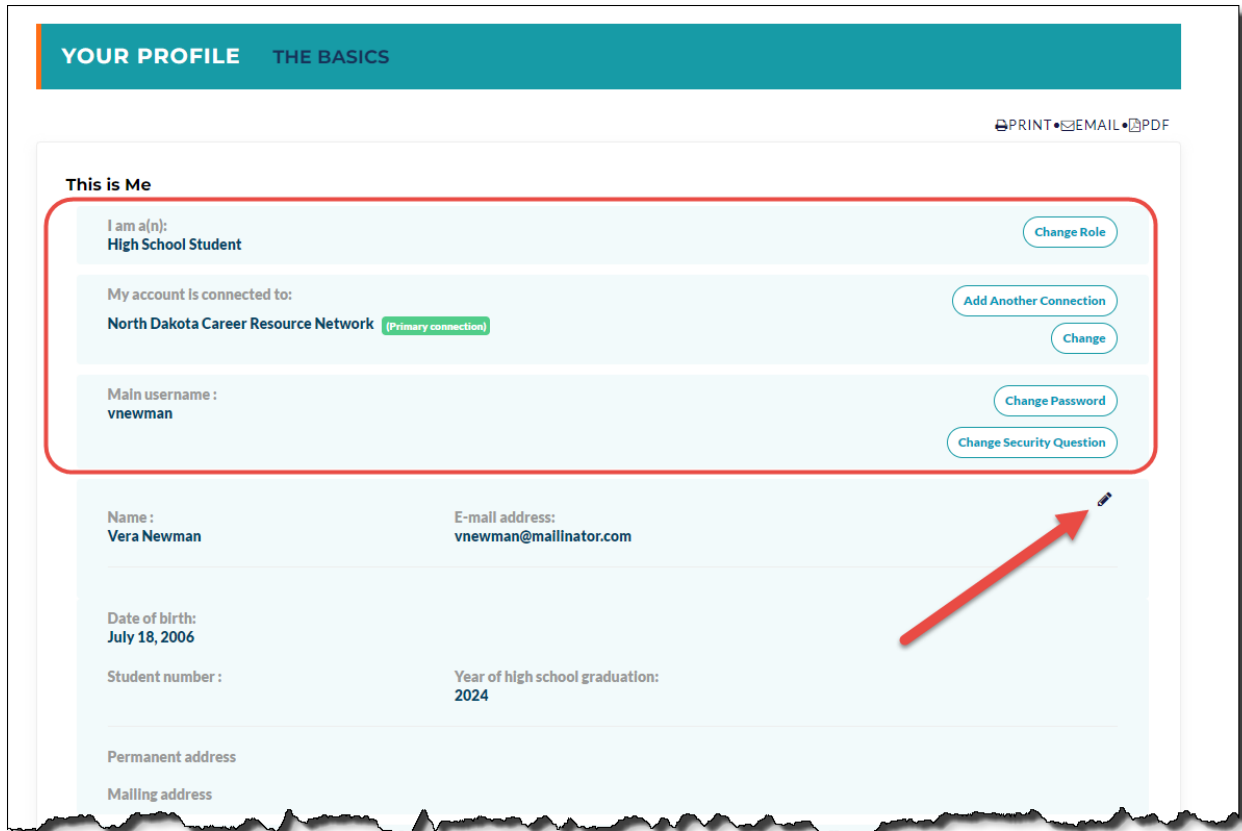 YOUR PROFILE THE BASICS
PRINT•EMAIL•PDF
This is Me
I am a(n):
High School Student
Change Role
My account is connected to:
North Dakota Career Resource Network (Primary connection)
Add Another Connection
Change
Main username :
vnewman
Change Password
Change Security Question
Name :
Vera Newman
E-mail address:
vnewman@mailinator.com
Date of birth:
July 18, 2006
Student number :
Year of high school graduation:
2024
Permanent address
Mailing address